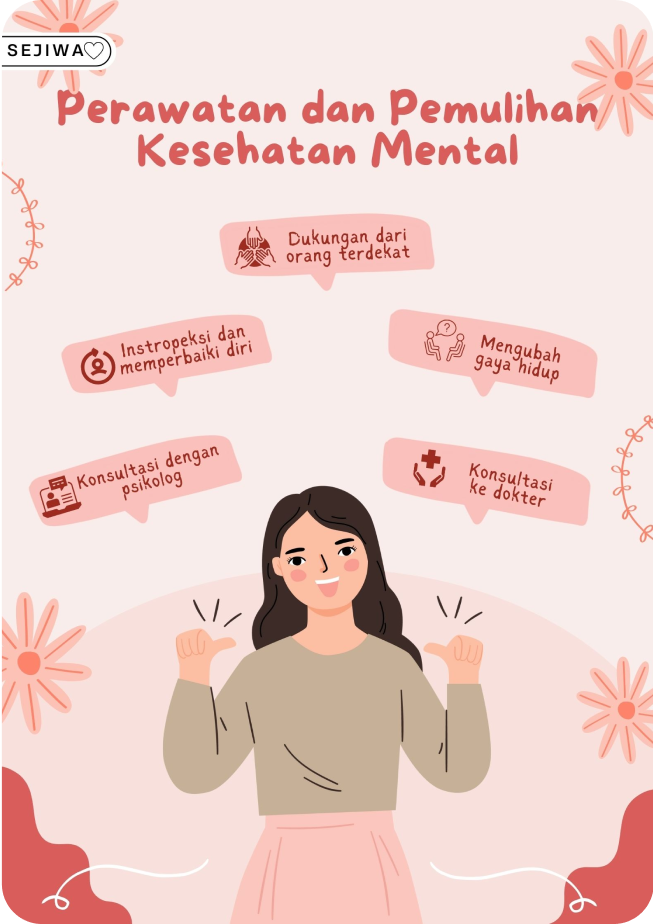 SEJIWA
Perawatan dan Pemulihan
Kesehatan Mental
Dukungan dari
orang terdekat
Instropeksi dan
memperbaiki diri
Mengubah
gaya hidup
Konsultasi dengan
psikolog
Konsultasi
ke dokter